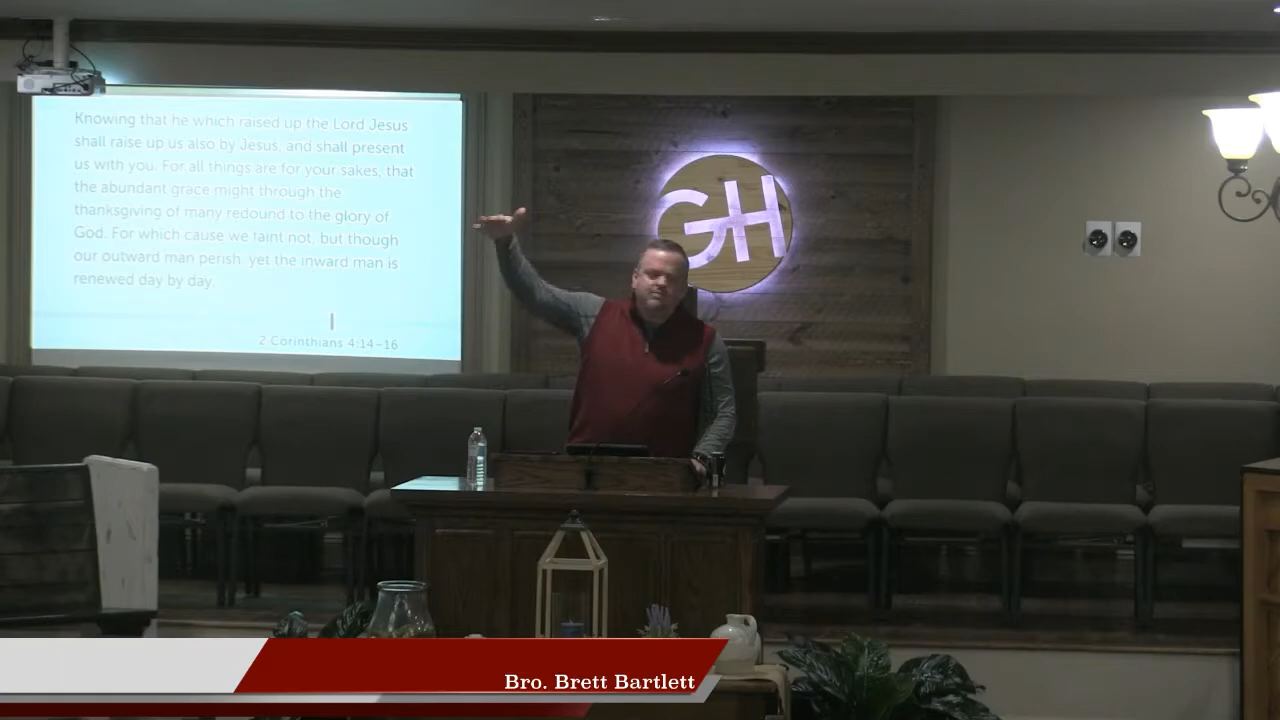 Knowing that he which raised up the Lord Jesus
shall raise up us also by Jesus, and shall present
us with you. For all things are for your sakes, that
the abundant grace might through the
thanksgiving of many redound to the glory of
God. For which cause we faint not, but though
our outward man perish, yet the inward man is
renewed day by day.
2 Corinthians 4:14-16
GH
Bro. Brett Bartlett